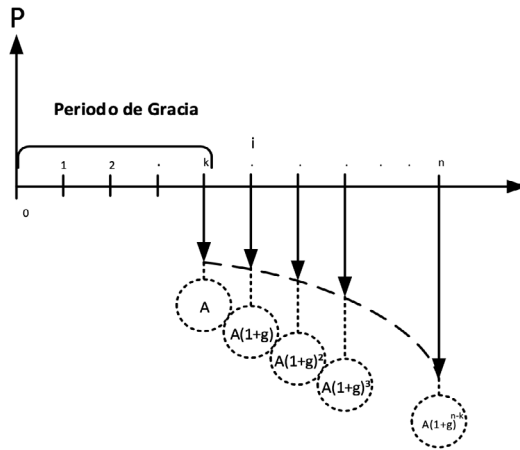 P
Periodo de Gracia
i
1 2 . k . . . . . n
0
A
A(1+g)
A(1+g)²
A(1+g)³
A(1+g)ⁿ⁻ᵏ